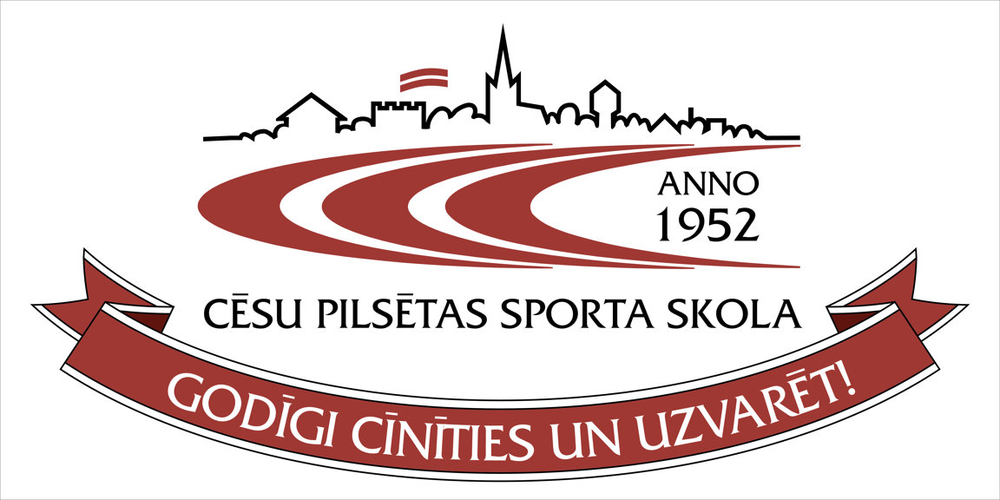 ANNO
1952
CĒSU PILSĒTAS SPORTA SKOLA
GODĪGI CĪNĪTIES UN UZVARĒT!